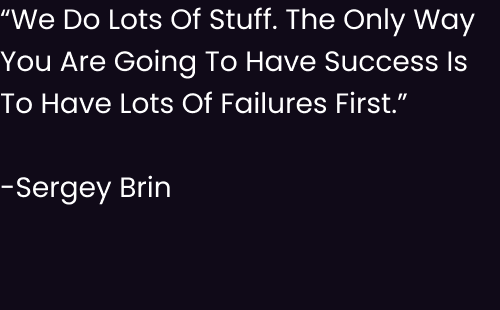 “We Do Lots Of Stuff. The Only Way
You Are Going To Have Success Is
To Have Lots Of Failures First.”
-Sergey Brin